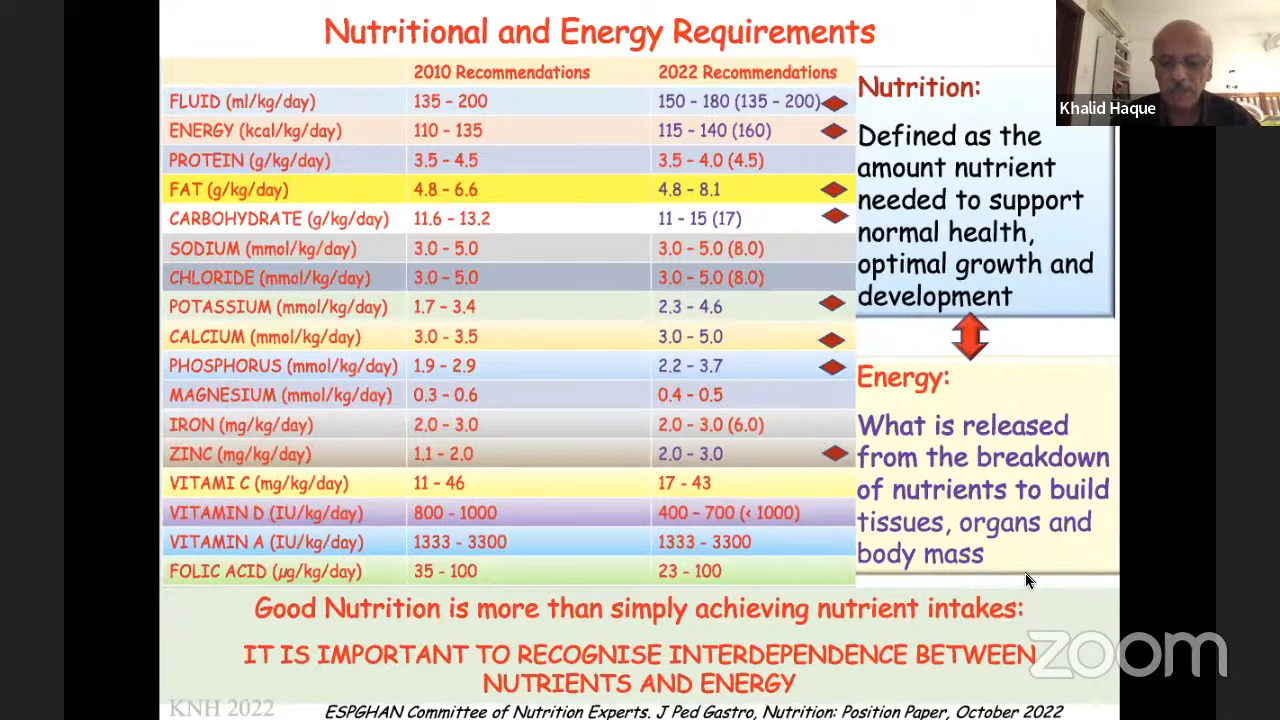 Nutritional and Energy Requirements
2010 Recommendations 2022 Recommendations
FLUID (ml/kg/day) 135 – 200 150 – 180 (135 – 200)
ENERGY (kcal/kg/day) 110 – 135 115 – 140 (160)
PROTEIN (g/kg/day) 3.5 – 4.5 3.5 – 4.0 (4.5)
FAT (g/kg/day) 4.8 – 6.6 4.8 – 8.1
CARBOHYDRATE (g/kg/day) 11.6 – 13.2 11 – 15 (17)
SODIUM (mmol/kg/day) 3.0 – 5.0 3.0 – 5.0 (8.0)
CHLORIDE (mmol/kg/day) 3.0 – 5.0 3.0 – 5.0 (8.0)
POTASSIUM (mmol/kg/day) 1.7 – 3.4 2.3 – 4.6
CALCIUM (mmol/kg/day) 3.0 – 3.5 3.0 – 5.0
PHOSPHORUS (mmol/kg/day) 1.9 – 2.9 2.2 – 3.7
MAGNESIUM (mmol/kg/day) 0.3 – 0.6 0.4 – 0.5
IRON (mg/kg/day) 2.0 – 3.0 2.0 – 3.0 (6.0)
ZINC (mg/kg/day) 1.1 – 2.0 2.0 – 3.0
VITAMI C (mg/kg/day) 11 – 46 17 – 43
VITAMIN D (IU/kg/day) 800 – 1000 400 – 700 (< 1000)
VITAMIN A (IU/kg/day) 1333 – 3300 1333 – 3300
FOLIC ACID (µg/kg/day) 35 – 100 23 – 100
Nutrition:
Defined as the
amount nutrient
needed to support
normal health,
optimal growth and
development
Energy:
What is released
from the breakdown
of nutrients to build
tissues, organs and
body mass
Khalid Haque
Good Nutrition is more than simply achieving nutrient intakes:
IT IS IMPORTANT TO RECOGNISE INTERDEPENDENCE BETWEEN
NUTRIENTS AND ENERGY
zoom
KNH 2022
ESPGHAN Committee of Nutrition Experts. J Ped Gastro, Nutrition: Position Paper, October 2022